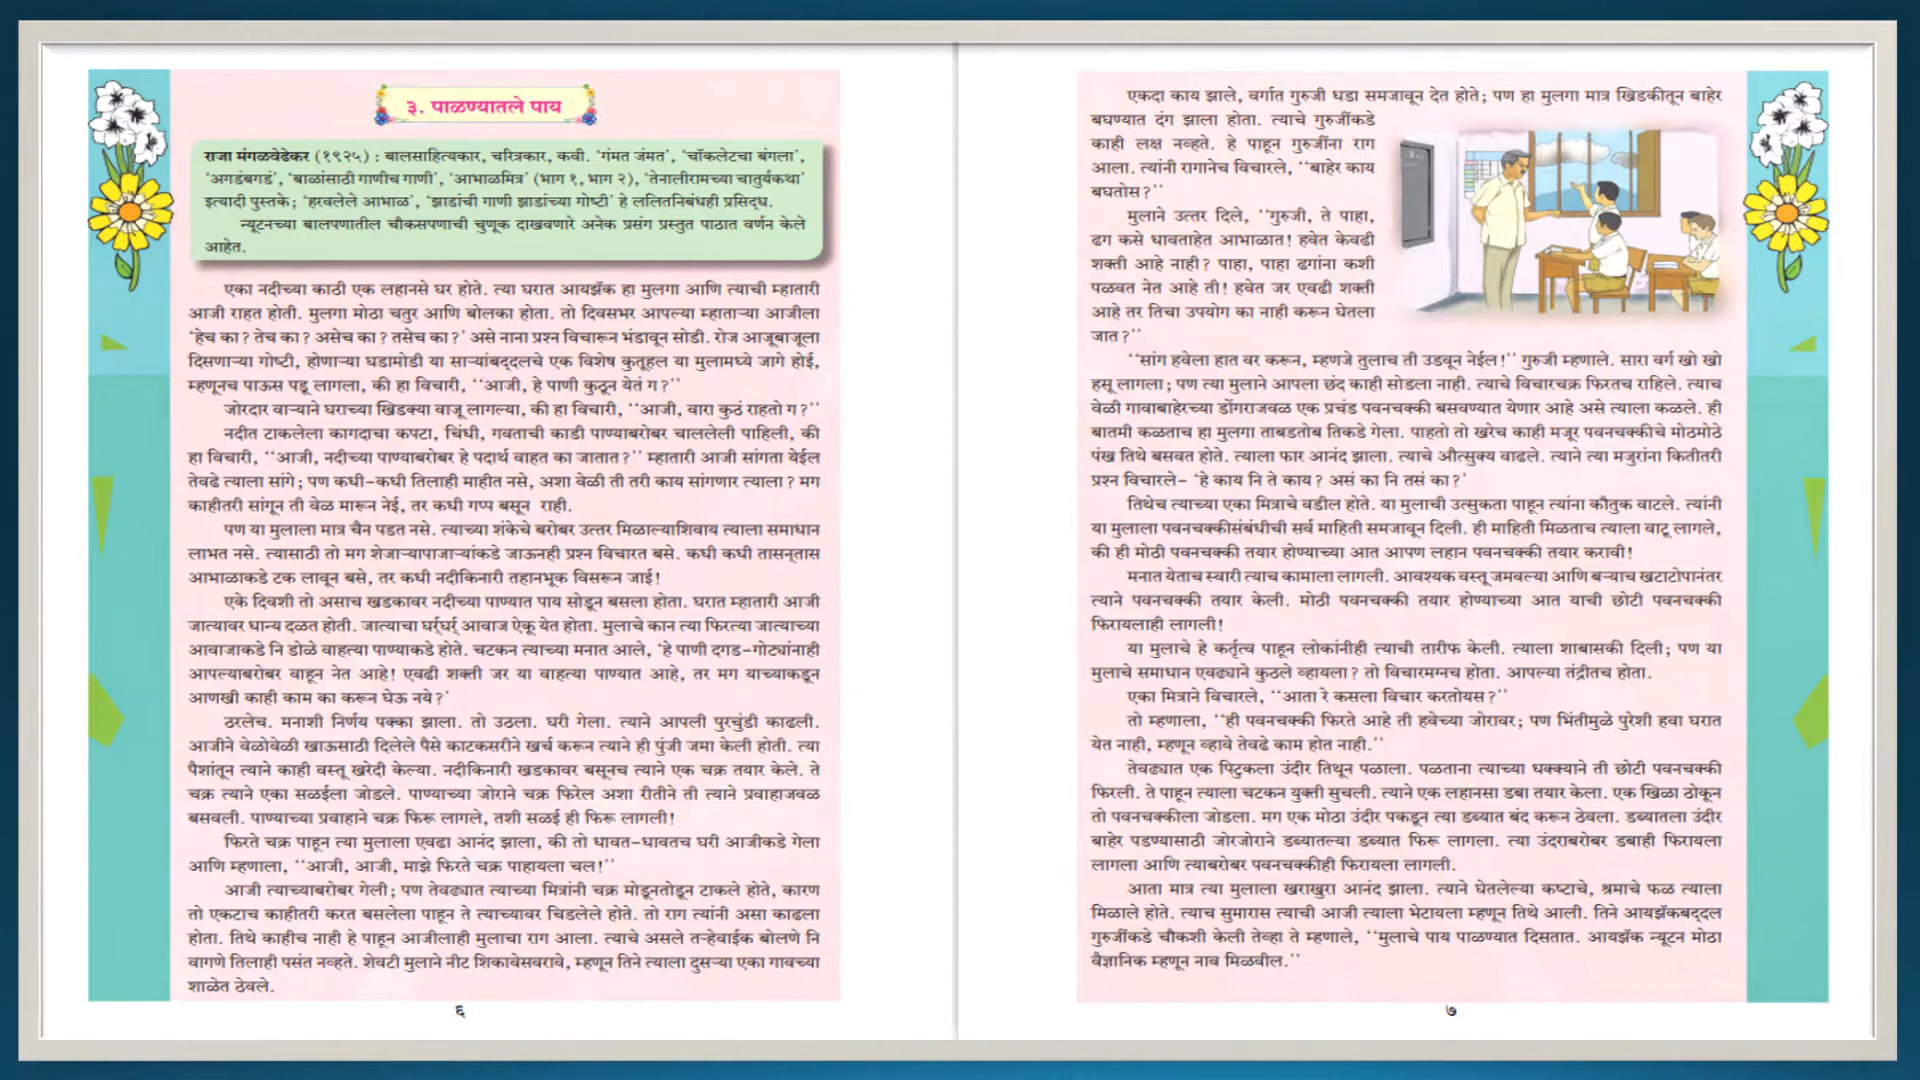 ३. पाळण्यातले पाय
राजा मंगळवेढेकर (१९२५) : बालसाहित्यकार, चरित्रकार, कवी. ‘गंमत जंमत’, ‘चॉकलेटचा बंगला’,
‘अगडंबगडं’, ‘बाळांसाठी गाणीच गाणी’, ‘आभाळमित्र’ (भाग १, भाग २), ‘तेनालीरामच्या चातुर्यकथा’
इत्यादी पुस्तके; ‘हरवलेले आभाळ’, ‘झाडांची गाणी झाडांच्या गोष्टी’ हे ललितनिबंधही प्रसिद्ध.
न्यूटनच्या बालपणातील चौकसपणाची चुणूक दाखवणारे अनेक प्रसंग प्रस्तुत पाठात वर्णन केले
आहेत.
एका नदीच्या काठी एक लहानसे घर होते. त्या घरात आयझॅक हा मुलगा आणि त्याची म्हातारी
आजी राहत होती. मुलगा मोठा चतुर आणि बोलका होता. तो दिवसभर आपल्या म्हाताऱ्या आजीला
‘हेच का? तेच का? असेच का? तसेच का?’ असे नाना प्रश्न विचारून भंडावून सोडी. रोज आजूबाजूला
दिसणाऱ्या गोष्टी, होणाऱ्या घडामोडी या साऱ्यांबद्दलचे एक विशेष कुतूहल या मुलामध्ये जागे होई,
म्हणूनच पाऊस पडू लागला, की हा विचारी, ‘‘आजी, हे पाणी कुठून येतं ग?’’
जोरदार वाऱ्याने घराच्या खिडक्या वाजू लागल्या, की हा विचारी, ‘‘आजी, वारा कुठं राहतो ग?’’
नदीत टाकलेला कागदाचा कपटा, चिंधी, गवताची काडी पाण्याबरोबर चाललेली पाहिली, की
हा विचारी, ‘‘आजी, नदीच्या पाण्याबरोबर हे पदार्थ वाहत का जातात?’’ म्हातारी आजी सांगता येईल
तेवढे त्याला सांगे; पण कधी-कधी तिलाही माहीत नसे, अशा वेळी ती तरी काय सांगणार त्याला? मग
काहीतरी सांगून ती वेळ मारून नेई, तर कधी गप्प बसून राही.
पण या मुलाला मात्र चैन पडत नसे. त्याच्या शंकेचे बरोबर उत्तर मिळाल्याशिवाय त्याला समाधान
लाभत नसे. त्यासाठी तो मग शेजाऱ्यापाजाऱ्यांकडे जाऊनही प्रश्न विचारत बसे. कधी कधी तासन्‌तास
आभाळाकडे टक लावून बसे, तर कधी नदीकिनारी तहानभूक विसरून जाई!
एके दिवशी तो असाच खडकावर नदीच्या पाण्यात पाय सोडून बसला होता. घरात म्हातारी आजी
जात्यावर धान्य दळत होती. जात्याचा घर्र्घर्र् आवाज ऐकू येत होता. मुलाचे कान त्या फिरत्या जात्याच्या
आवाजाकडे नि डोळे वाहत्या पाण्याकडे होते. चटकन त्याच्या मनात आले, ‘हे पाणी दगड-गोट्यांनाही
आपल्याबरोबर वाहून नेत आहे! एवढी शक्ती जर या वाहत्या पाण्यात आहे, तर मग याच्याकडून
आणखी काही काम का करून घेऊ नये?’
ठरलेच. मनाशी निर्णय पक्का झाला. तो उठला. घरी गेला. त्याने आपली पुरचुंडी काढली.
आजीने वेळोवेळी खाऊसाठी दिलेले पैसे काटकसरीने खर्च करून त्याने ही पुंजी जमा केली होती. त्या
पैशांतून त्याने काही वस्तू खरेदी केल्या. नदीकिनारी खडकावर बसूनच त्याने एक चक्र तयार केले. ते
चक्र त्याने एका सळईला जोडले. पाण्याच्या जोराने चक्र फिरेल अशा रीतीने ती त्याने प्रवाहाजवळ
बसवली. पाण्याच्या प्रवाहाने चक्र फिरू लागले, तशी सळई ही फिरू लागली!
फिरते चक्र पाहून त्या मुलाला एवढा आनंद झाला, की तो धावत-धावतच घरी आजीकडे गेला
आणि म्हणाला, ‘‘आजी, आजी, माझे फिरते चक्र पाहायला चल!’’
आजी त्याच्याबरोबर गेली; पण तेवढ्यात त्याच्या मित्रांनी चक्र मोडूनतोडून टाकले होते, कारण
तो एकटाच काहीतरी करत बसलेला पाहून ते त्याच्यावर चिडलेले होते. तो राग त्यांनी असा काढला
होता. तिथे काहीच नाही हे पाहून आजीलाही मुलाचा राग आला. त्याचे असले तऱ्हेवाईक बोलणे नि
वागणे तिलाही पसंत नव्हते. शेवटी मुलाने नीट शिकावेसवरावे, म्हणून तिने त्याला दुसऱ्या एका गावच्या
शाळेत ठेवले.
६
एकदा काय झाले, वर्गात गुरुजी धडा समजावून देत होते; पण हा मुलगा मात्र खिडकीतून बाहेर
बघण्यात दंग झाला होता. त्याचे गुरुजींकडे
काही लक्ष नव्हते. हे पाहून गुरुजींना राग
आला. त्यांनी रागानेच विचारले, ‘‘बाहेर काय
बघतोस?’’
मुलाने उत्तर दिले, ‘‘गुरुजी, ते पाहा,
ढग कसे धावताहेत आभाळात! हवेत केवढी
शक्ती आहे नाही? पाहा, पाहा ढगांना कशी
पळवत नेत आहे ती! हवेत जर एवढी शक्ती
आहे तर तिचा उपयोग का नाही करून घेतला
जात?’’
‘‘सांग हवेला हात वर करून, म्हणजे तुलाच ती उडवून नेईल!’’ गुरुजी म्हणाले. सारा वर्ग खो खो
हसू लागला; पण त्या मुलाने आपला छंद काही सोडला नाही. त्याचे विचारचक्र फिरतच राहिले. त्याच
वेळी गावाबाहेरच्या डोंगराजवळ एक प्रचंड पवनचक्की बसवण्यात येणार आहे असे त्याला कळले. ही
बातमी कळताच हा मुलगा ताबडतोब तिकडे गेला. पाहतो तो खरेच काही मजूर पवनचक्कीचे मोठमोठे
पंख तिथे बसवत होते. त्याला फार आनंद झाला. त्याचे औत्सुक्य वाढले. त्याने त्या मजुरांना कितीतरी
प्रश्न विचारले- ‘हे काय नि ते काय? असं का नि तसं का?’
तिथेच त्याच्या एका मित्राचे वडील होते. या मुलाची उत्सुकता पाहून त्यांना कौतुक वाटले. त्यांनी
या मुलाला पवनचक्कीसंबंधीची सर्व माहिती समजावून दिली. ही माहिती मिळताच त्याला वाटू लागले,
की ही मोठी पवनचक्की तयार होण्याच्या आत आपण लहान पवनचक्की तयार करावी!
मनात येताच स्वारी त्याच कामाला लागली. आवश्यक वस्तू जमवल्या आणि बऱ्याच खटाटोपानंतर
त्याने पवनचक्की तयार केली. मोठी पवनचक्की तयार होण्याच्या आत याची छोटी पवनचक्की
फिरायलाही लागली!
या मुलाचे हे कर्तृत्व पाहून लोकांनीही त्याची तारीफ केली. त्याला शाबासकी दिली; पण या
मुलाचे समाधान एवढ्याने कुठले व्हायला? तो विचारमग्नच होता. आपल्या तंद्रीतच होता.
एका मित्राने विचारले, ‘‘आता रे कसला विचार करतोयस?’’
तो म्हणाला, ‘‘ही पवनचक्की फिरते आहे ती हवेच्या जोरावर; पण भिंतीमुळे पुरेशी हवा घरात
येत नाही, म्हणून व्हावे तेवढे काम होत नाही.’’
तेवढ्यात एक पिटुकला उंदीर तिथून पळाला. पळताना त्याच्या धक्क्याने ती छोटी पवनचक्की
फिरली. ते पाहून त्याला चटकन युक्ती सुचली. त्याने एक लहानसा डबा तयार केला. एक खिळा ठोकून
तो पवनचक्कीला जोडला. मग एक मोठा उंदीर पकडून त्या डब्यात बंद करून ठेवला. डब्यातला उंदीर
बाहेर पडण्यासाठी जोरजोराने डब्यातल्या डब्यात फिरू लागला. त्या उंदराबरोबर डबाही फिरायला
लागला आणि त्याबरोबर पवनचक्कीही फिरायला लागली.
आता मात्र त्या मुलाला खराखुरा आनंद झाला. त्याने घेतलेल्या कष्टाचे, श्रमाचे फळ त्याला
मिळाले होते. त्याच सुमारास त्याची आजी त्याला भेटायला म्हणून तिथे आली. तिने आयझॅकबद्दल
गुरुजींकडे चौकशी केली तेव्हा ते म्हणाले, ‘‘मुलाचे पाय पाळण्यात दिसतात. आयझॅक न्यूटन मोठा
वैज्ञानिक म्हणून नाव मिळवील.’’
७